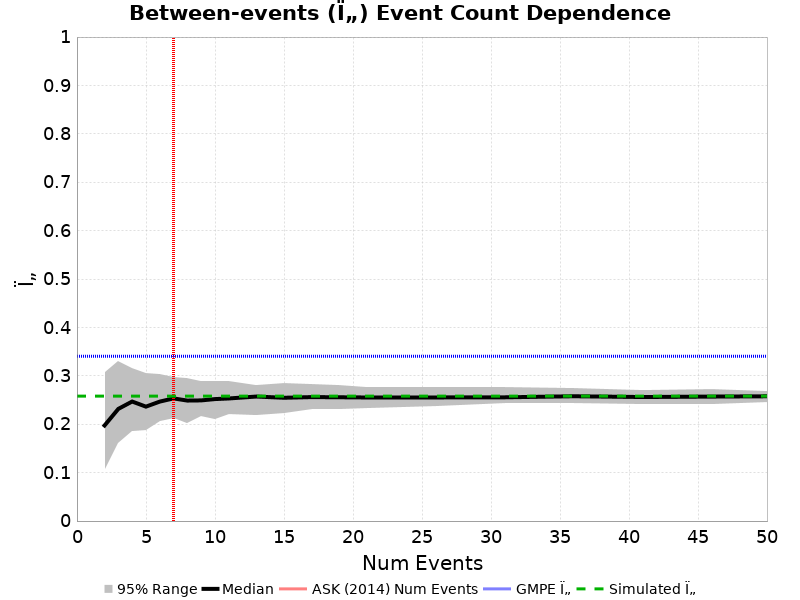 Between-events (Ï„) Event Count Dependence
1
0.9
0.8
0.7
0.6
0.5
0.4
0.3
0.2
0.1
0
Ï„
0 5 10 15 20 25 30 35 40 45 50
Num Events
95% Range Median ASK (2014) Num Events GMPE Ï„ Simulated Ï„